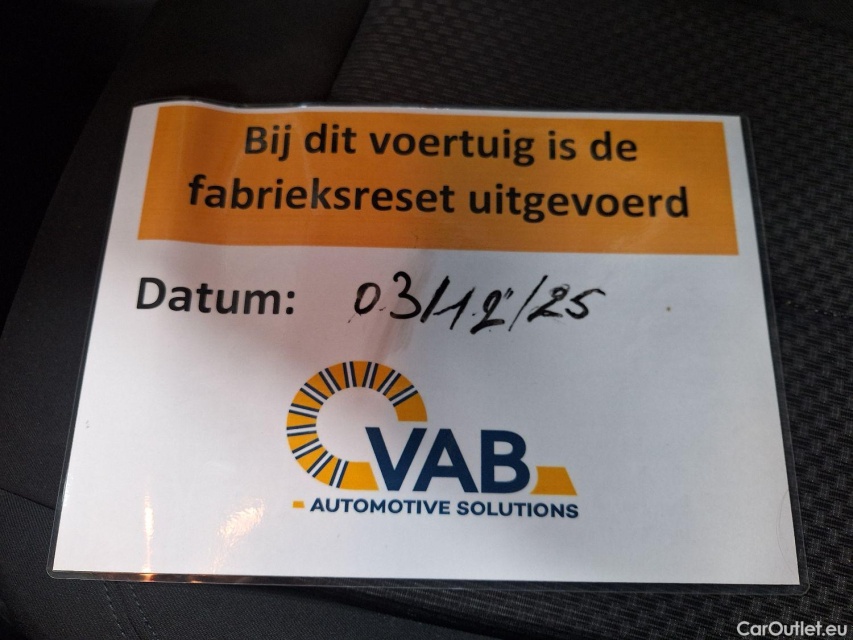 Bij dit voertuig is de
fabrieksreset uitgevoerd
Datum: 03/12/25
VAB
AUTOMOTIVE SOLUTIONS
CarOutlet.eu